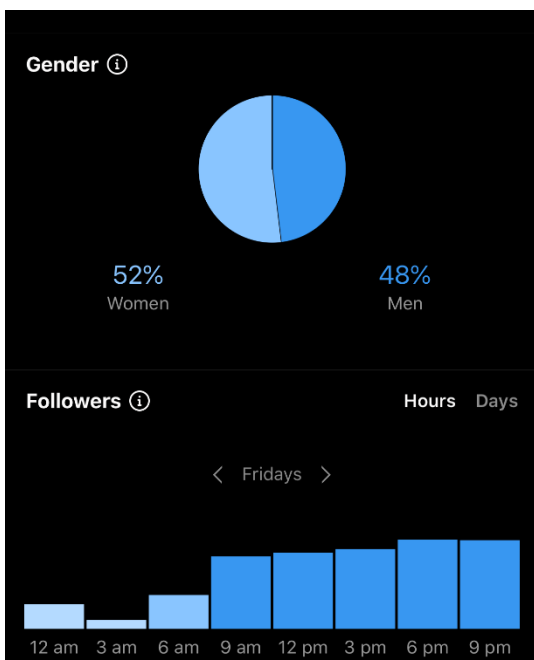 Gender
52% 48%
Women Men
Followers Hours Days
Fridays
12 am 3 am 6 am 9 am 12 pm 3 pm 6 pm 9 pm